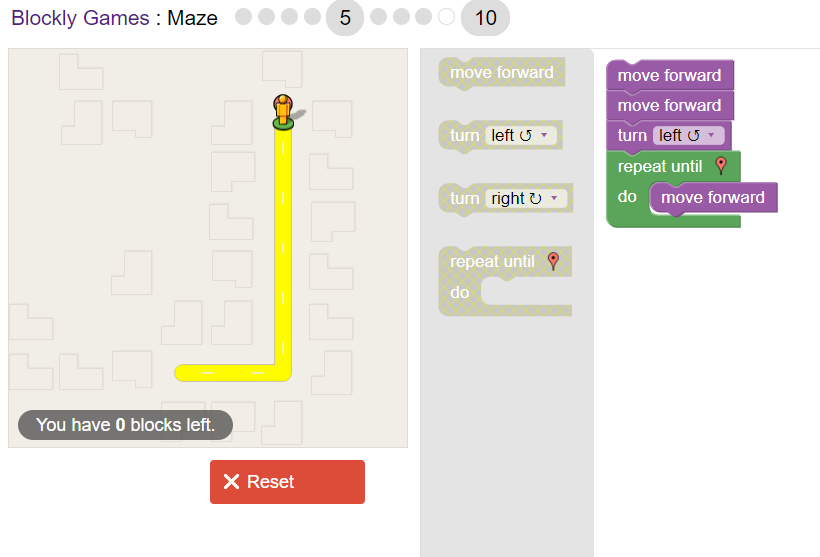 Blockly Games : Maze 5 10
move forward
turn left ↺ ▾
turn right ↻ ▾
repeat until
do
move forward
move forward
turn left ↺ ▾
repeat until
do move forward
You have 0 blocks left.
✕ Reset